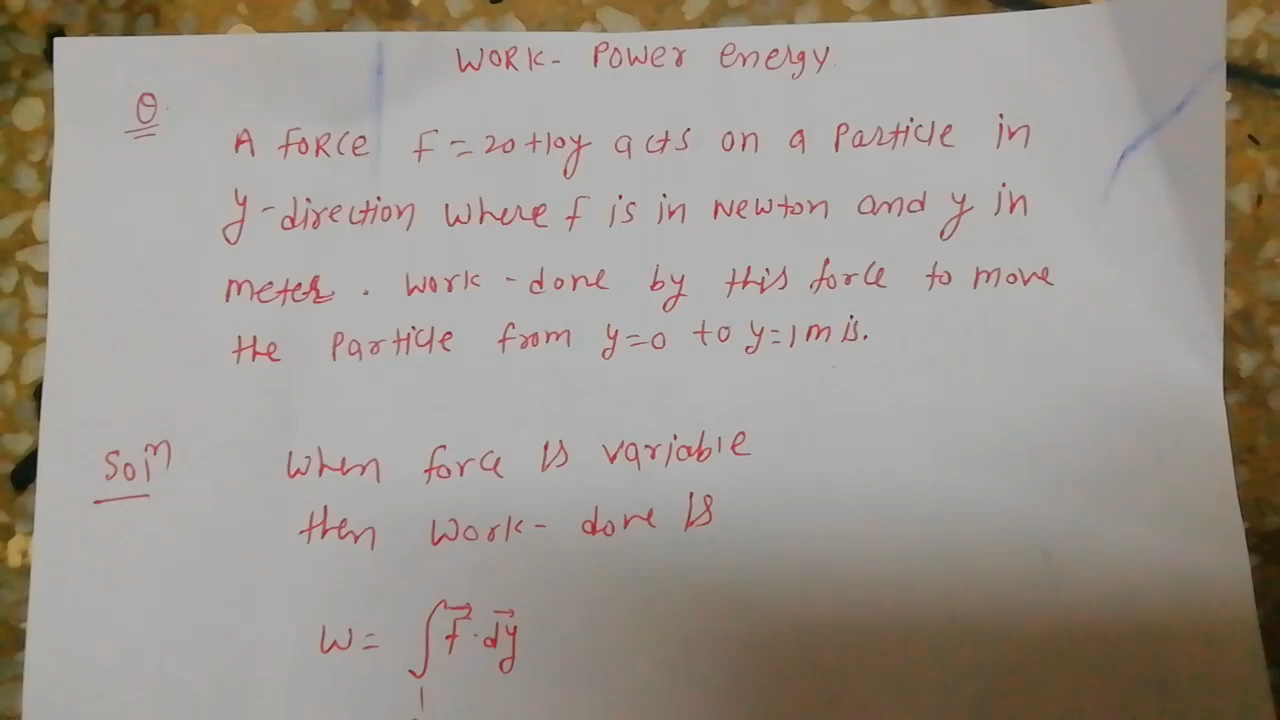 WORK- Power energy
Q.
A force F = 20+10y acts on a particle in
y-direction where f is in Newton and y in
meter. work-done by this force to move
the particle from y=0 to y=1m is.
Solⁿ
When force is variable
then work-done is
W = ∫ f⃗ · dy⃗
1